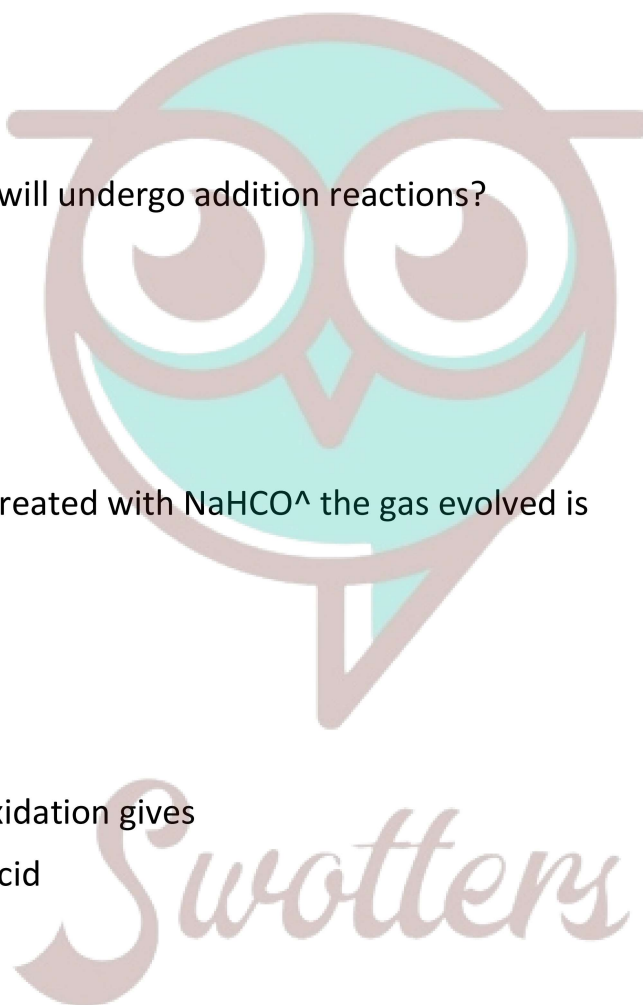 will undergo addition reactions?
reated with NaHCO^ the gas evolved is
xidation gives
cid
Swotters